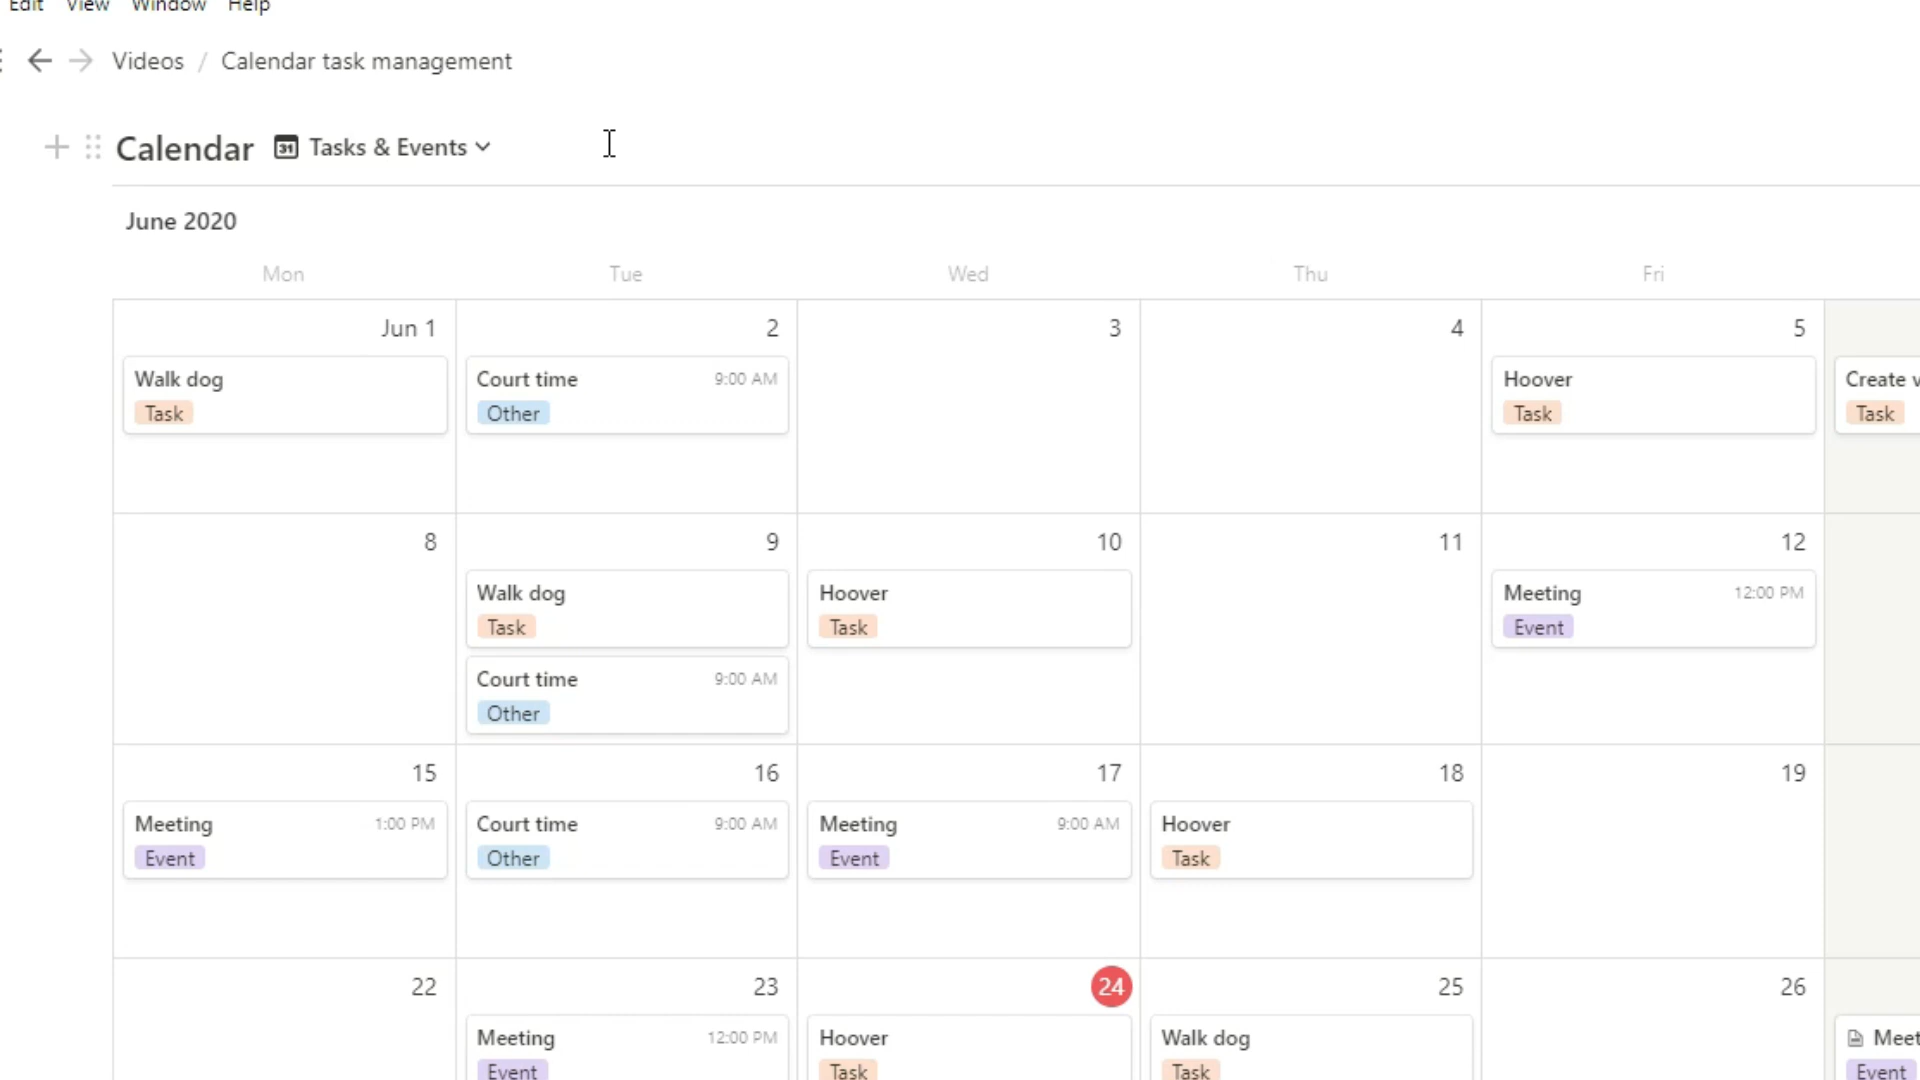 Edit View Window Help
Videos / Calendar task management
Calendar 31 Tasks & Events
June 2020
Mon Tue Wed Thu Fri
Jun 1 2 3 4 5
Walk dog Court time 9:00 AM Hoover Create
Task Other Task Task
8 9 10 11 12
Walk dog Hoover Meeting 12:00 PM
Task Task Event
Court time 9:00 AM
Other
15 16 17 18 19
Meeting 1:00 PM Court time 9:00 AM Meeting 9:00 AM Hoover
Event Other Event Task
22 23 24 25 26
Meeting 12:00 PM Hoover Walk dog Meet
Event Task Task Event